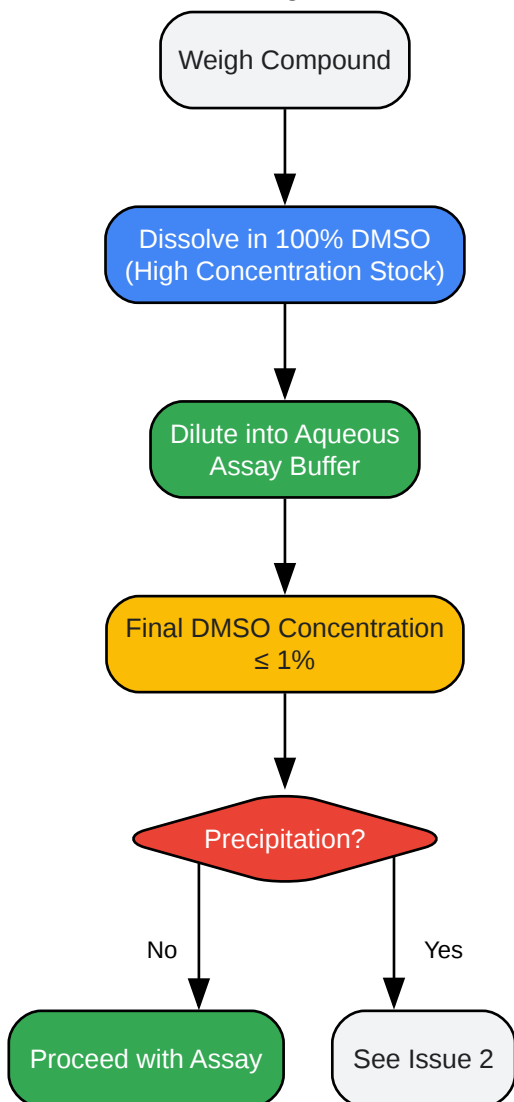 Weigh Compound
Dissolve in 100% DMSO
(High Concentration Stock)
Dilute into Aqueous
Assay Buffer
Final DMSO Concentration
≤ 1%
Precipitation?
No
Yes
Proceed with Assay
See Issue 2